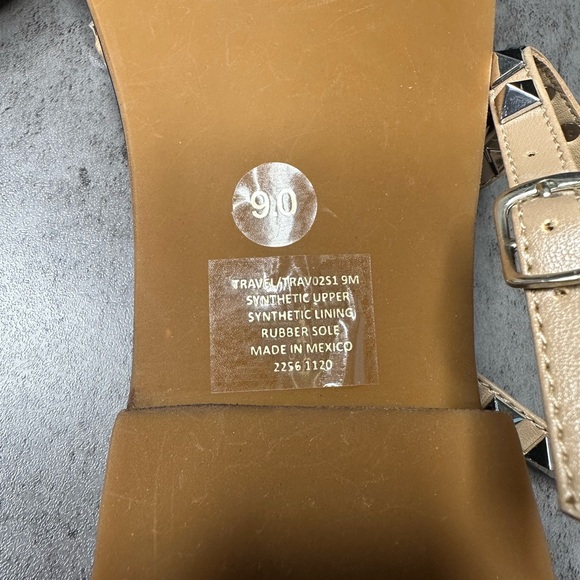 9.0
TRAVEL/TRAV02S1 9M
SYNTHETIC UPPER
SYNTHETIC LINING
RUBBER SOLE
MADE IN MEXICO
2256 1120